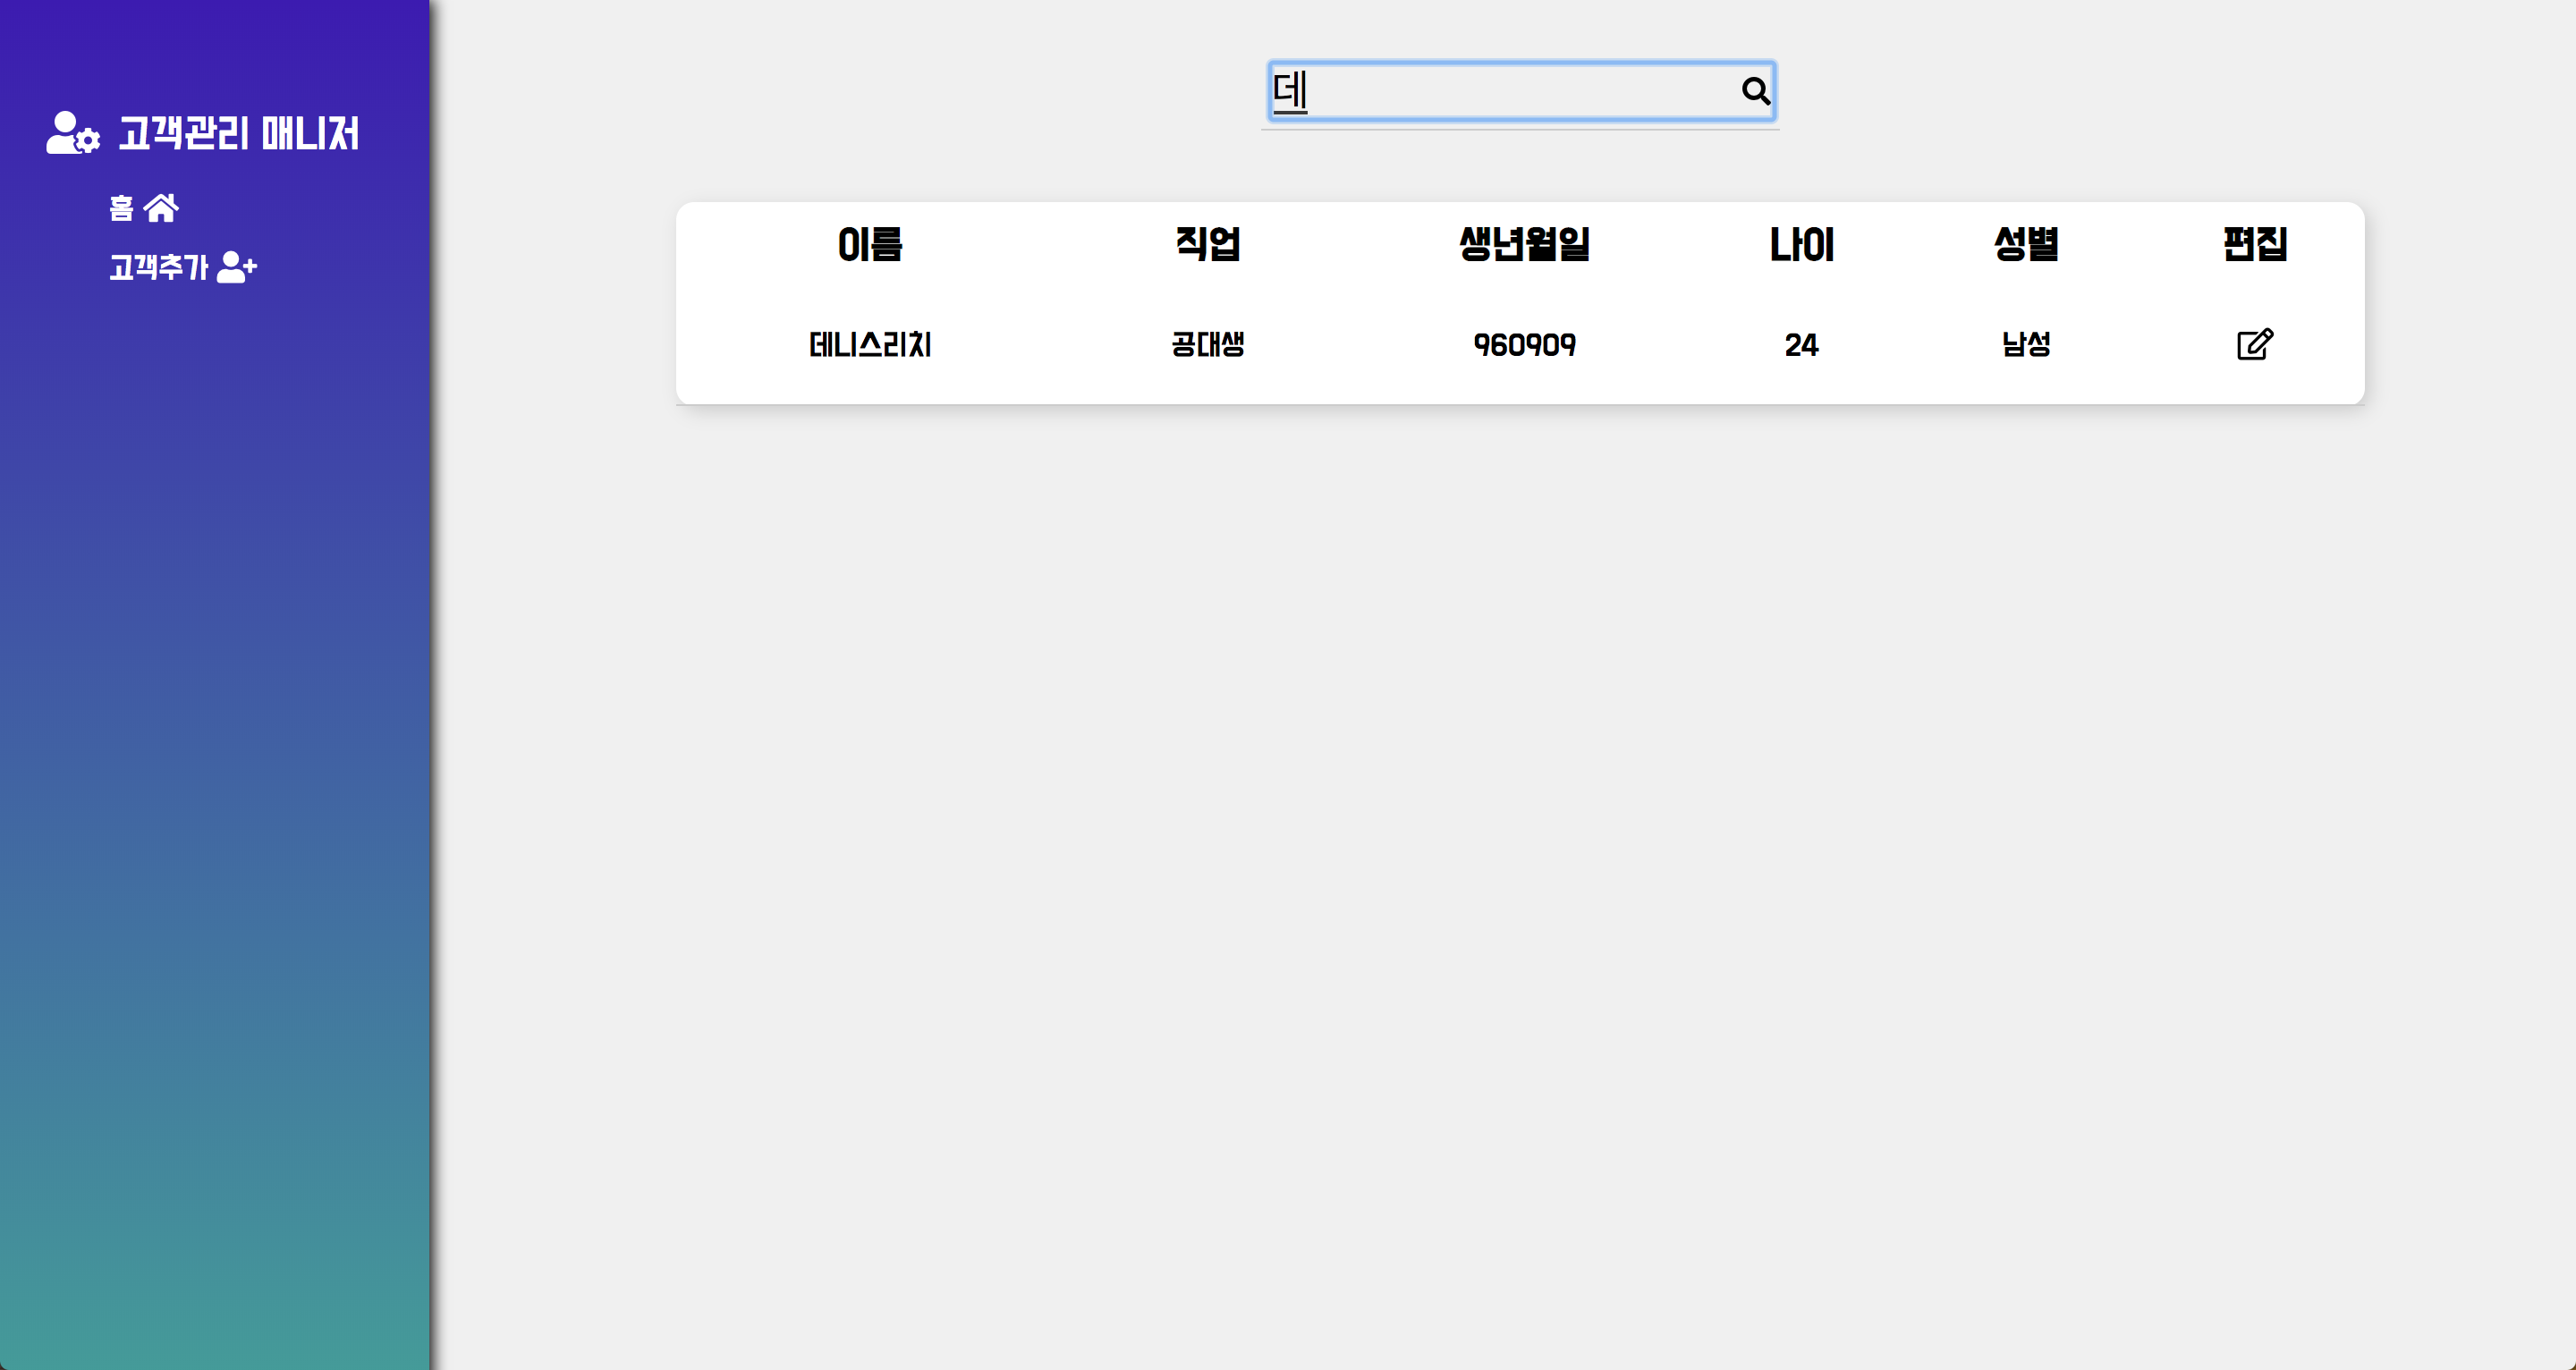 고객관리 매니저
홈
고객추가
데
이름 직업 생년월일 나이 성별 편집
데니스리치 공대생 960909 24 남성